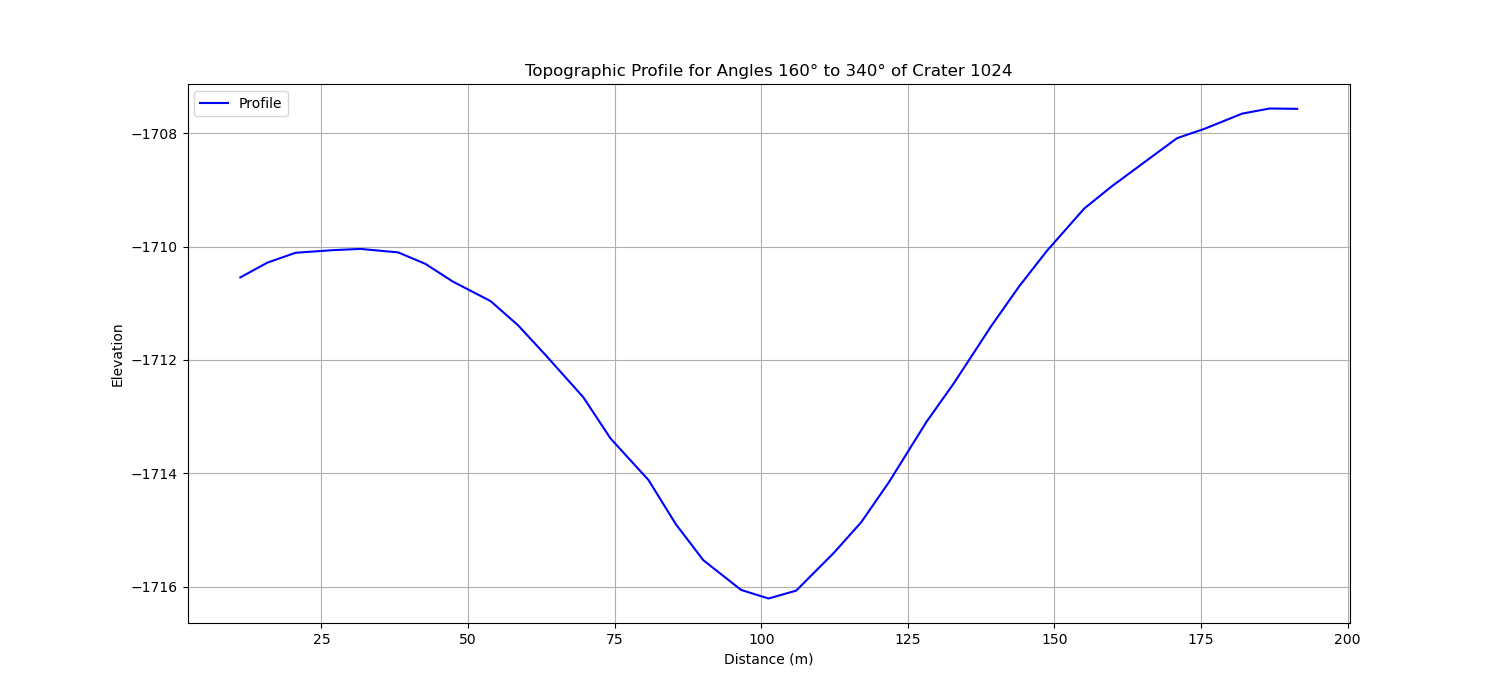 Topographic Profile for Angles 160° to 340° of Crater 1024
Profile
−1708
−1710
−1712
−1714
−1716
Elevation
25 50 75 100 125 150 175 200
Distance (m)